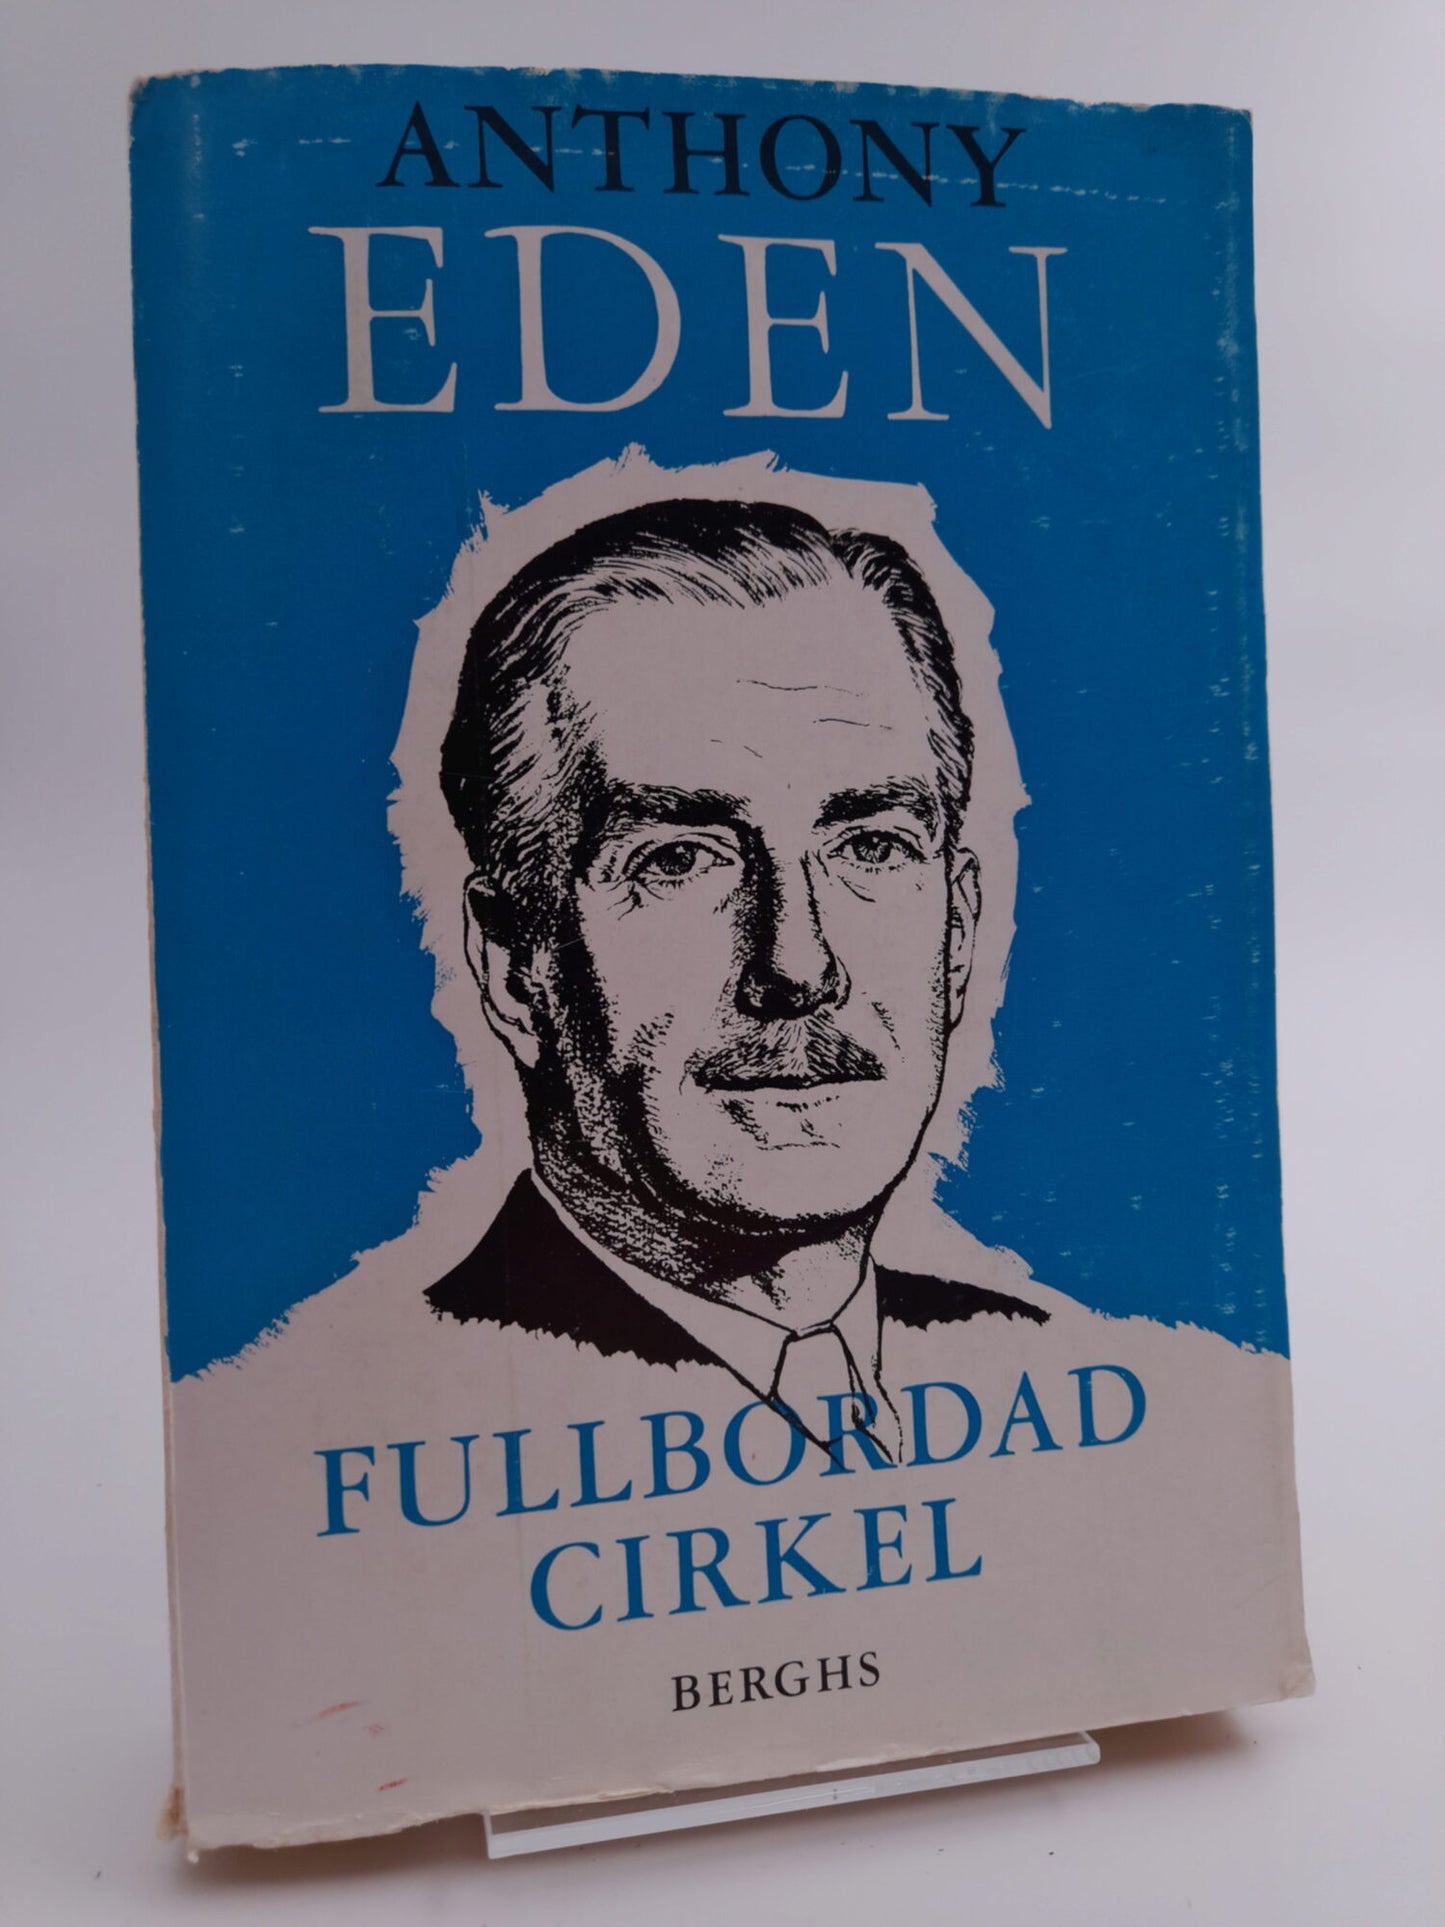 ANTHONY
EDEN
FULLBORDAD
CIRKEL
BERGHS